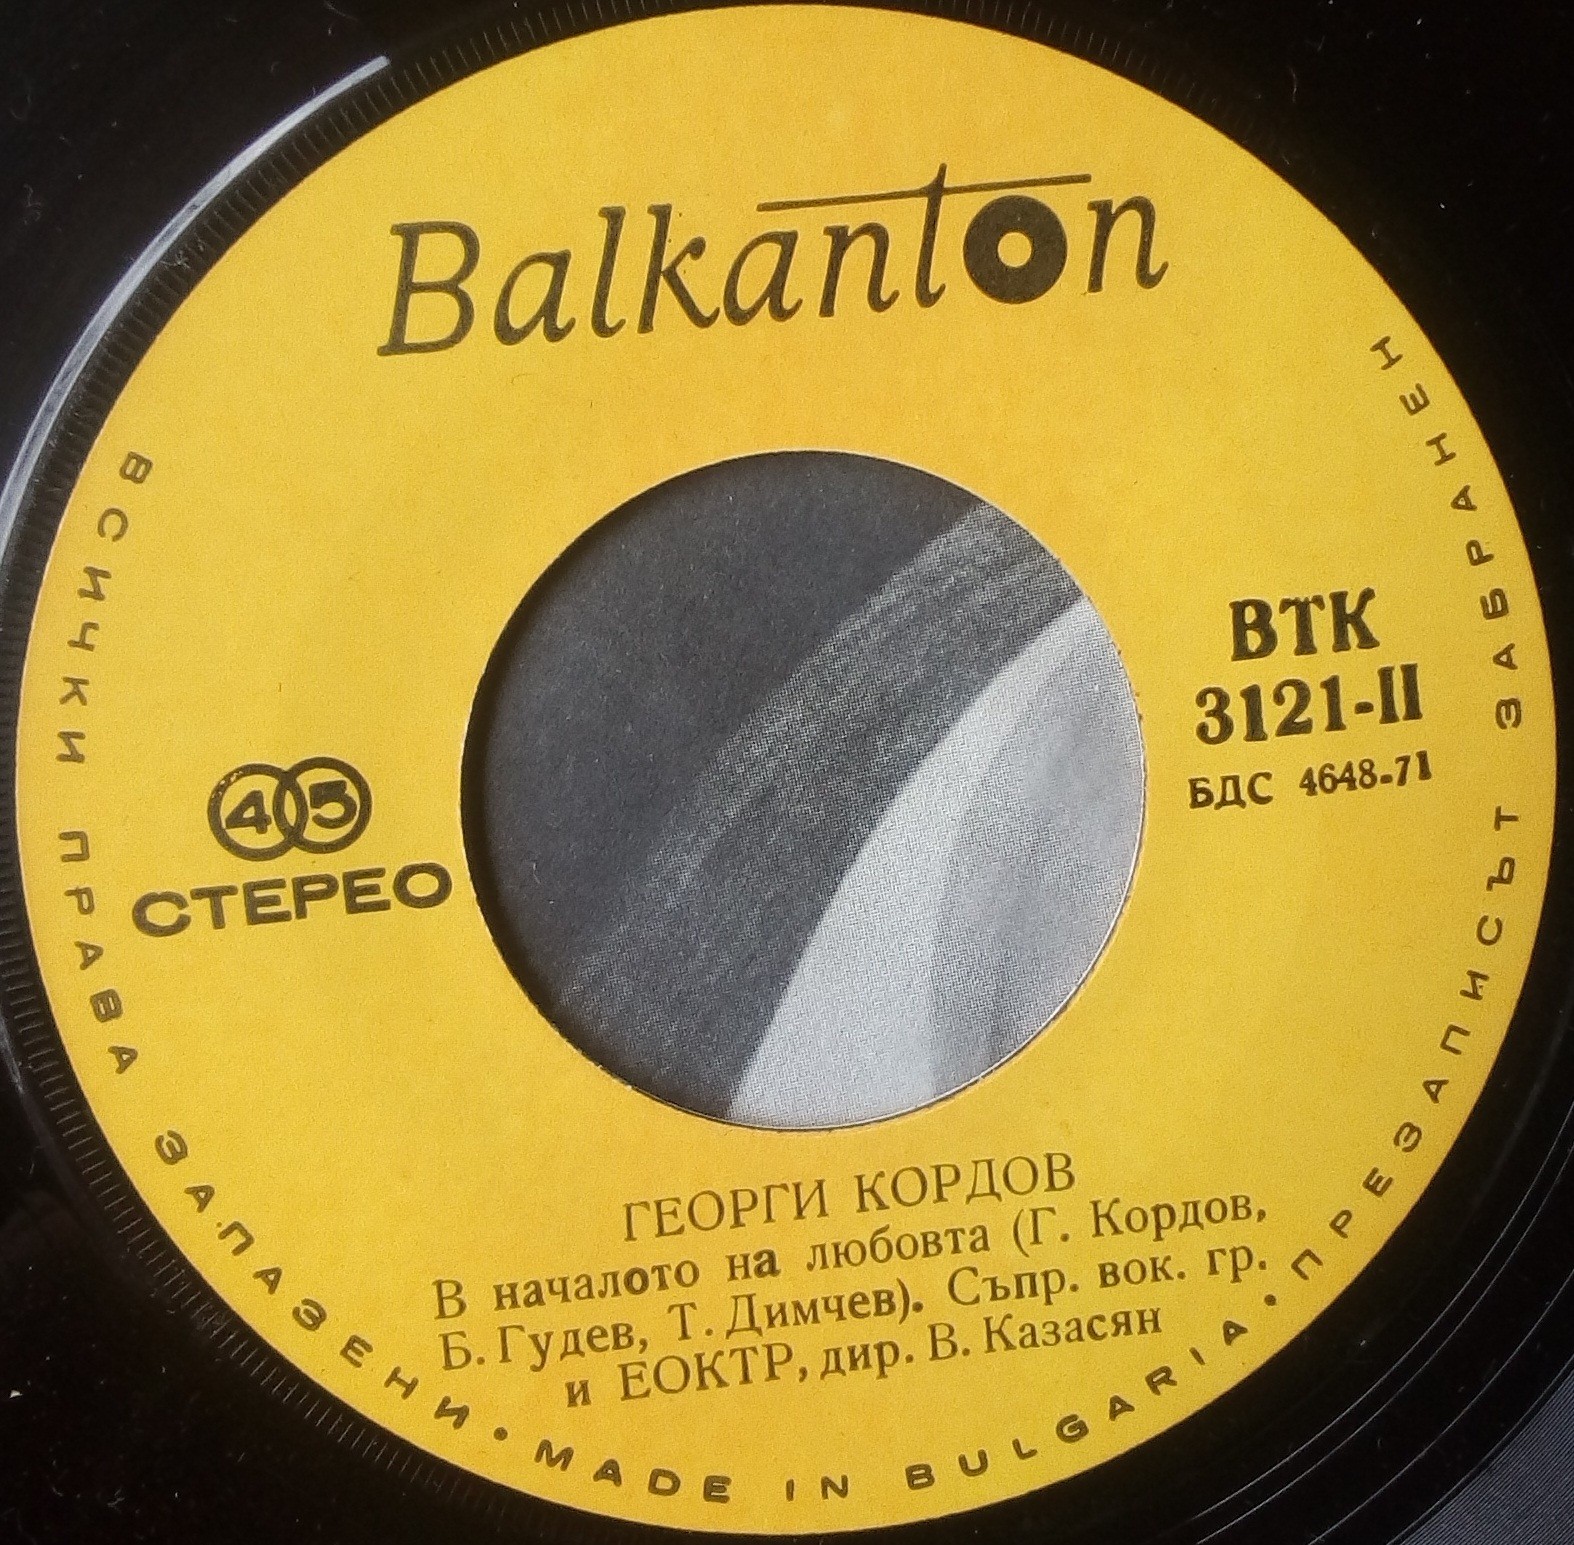 Balkanton
ВТК
3121-II
БДС 4648-71
45
СТЕРЕО
ГЕОРГИ КОРДОВ
В началото на любовта (Г. Кордов,
Б. Гудев, Т. Димчев). Съпр. вок. гр.
и ЕОКТР, дир. В. Казасян
ВСИЧКИ ПРАВА ЗАПАЗЕНИ • MADE IN BULGARIA • ПРЕЗАПИСЪТ ЗАБРАНЕН